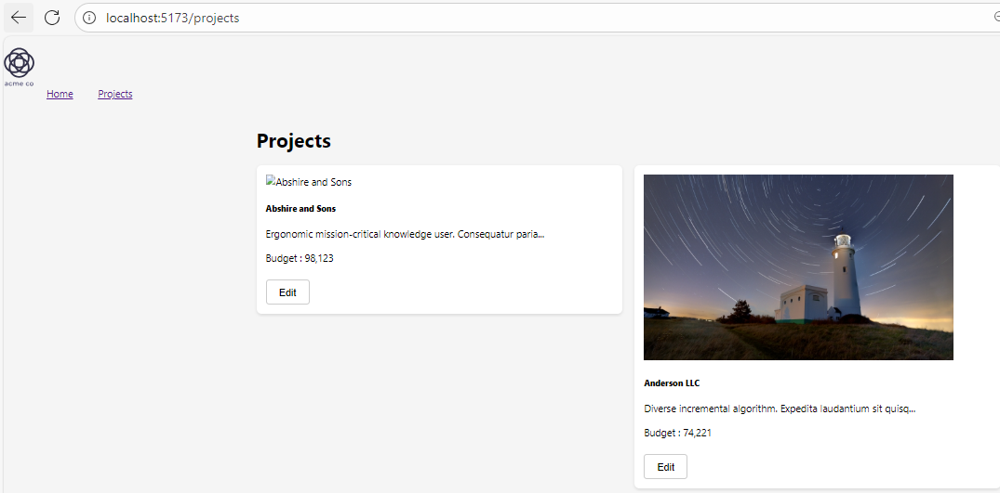 localhost:5173/projects
acme co
Home Projects
Projects
Abshire and Sons
Abshire and Sons
Ergonomic mission-critical knowledge user. Consequatur paria...
Budget : 98,123
Edit
Anderson LLC
Diverse incremental algorithm. Expedita laudantium sit quisq...
Budget : 74,221
Edit